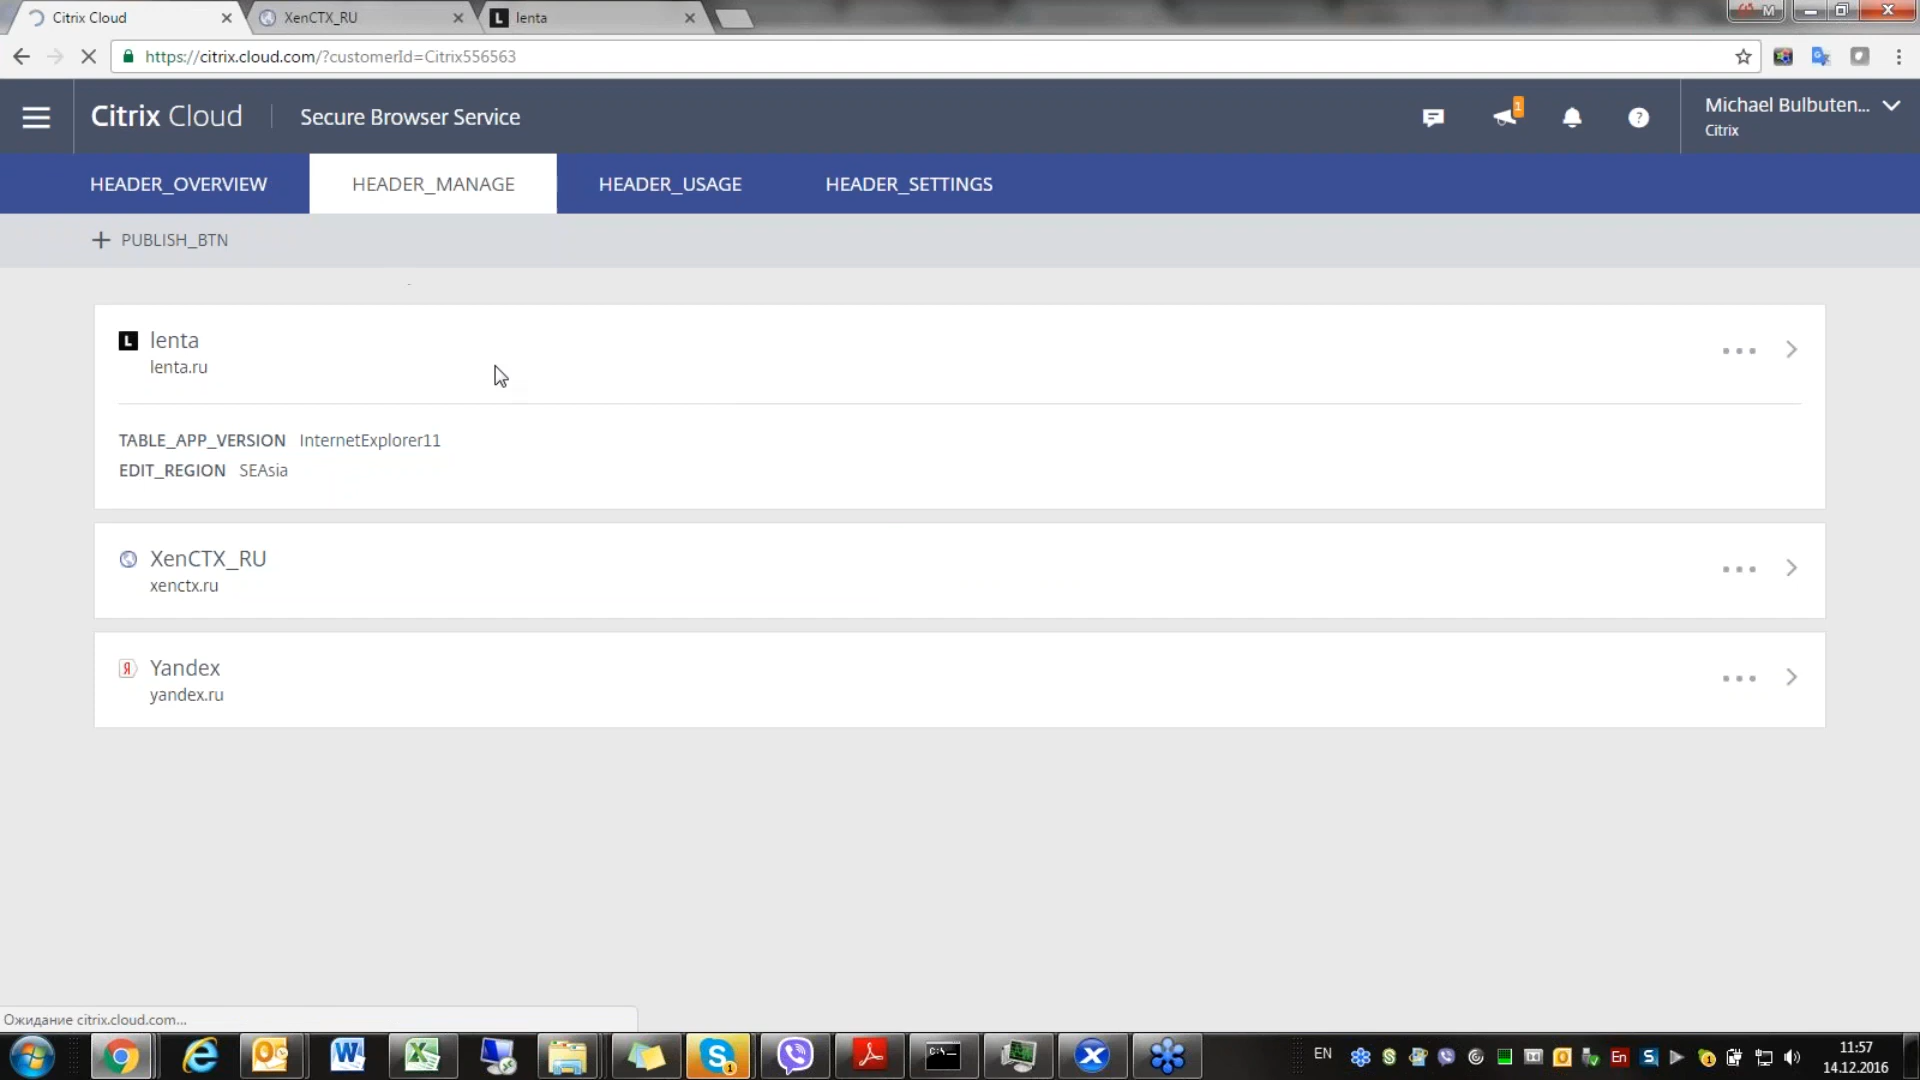 Citrix Cloud
XenCTX_RU
L lenta
M
https://citrix.cloud.com/?customerId=Citrix556563
Citrix Cloud
Secure Browser Service
1
?
Michael Bulbuten...
Citrix
HEADER_OVERVIEW
HEADER_MANAGE
HEADER_USAGE
HEADER_SETTINGS
+ PUBLISH_BTN
L lenta
lenta.ru
TABLE_APP_VERSION InternetExplorer11
EDIT_REGION SEAsia
XenCTX_RU
xenctx.ru
Я Yandex
yandex.ru
Ожидание citrix.cloud.com...
EN
En
11:57
14.12.2016